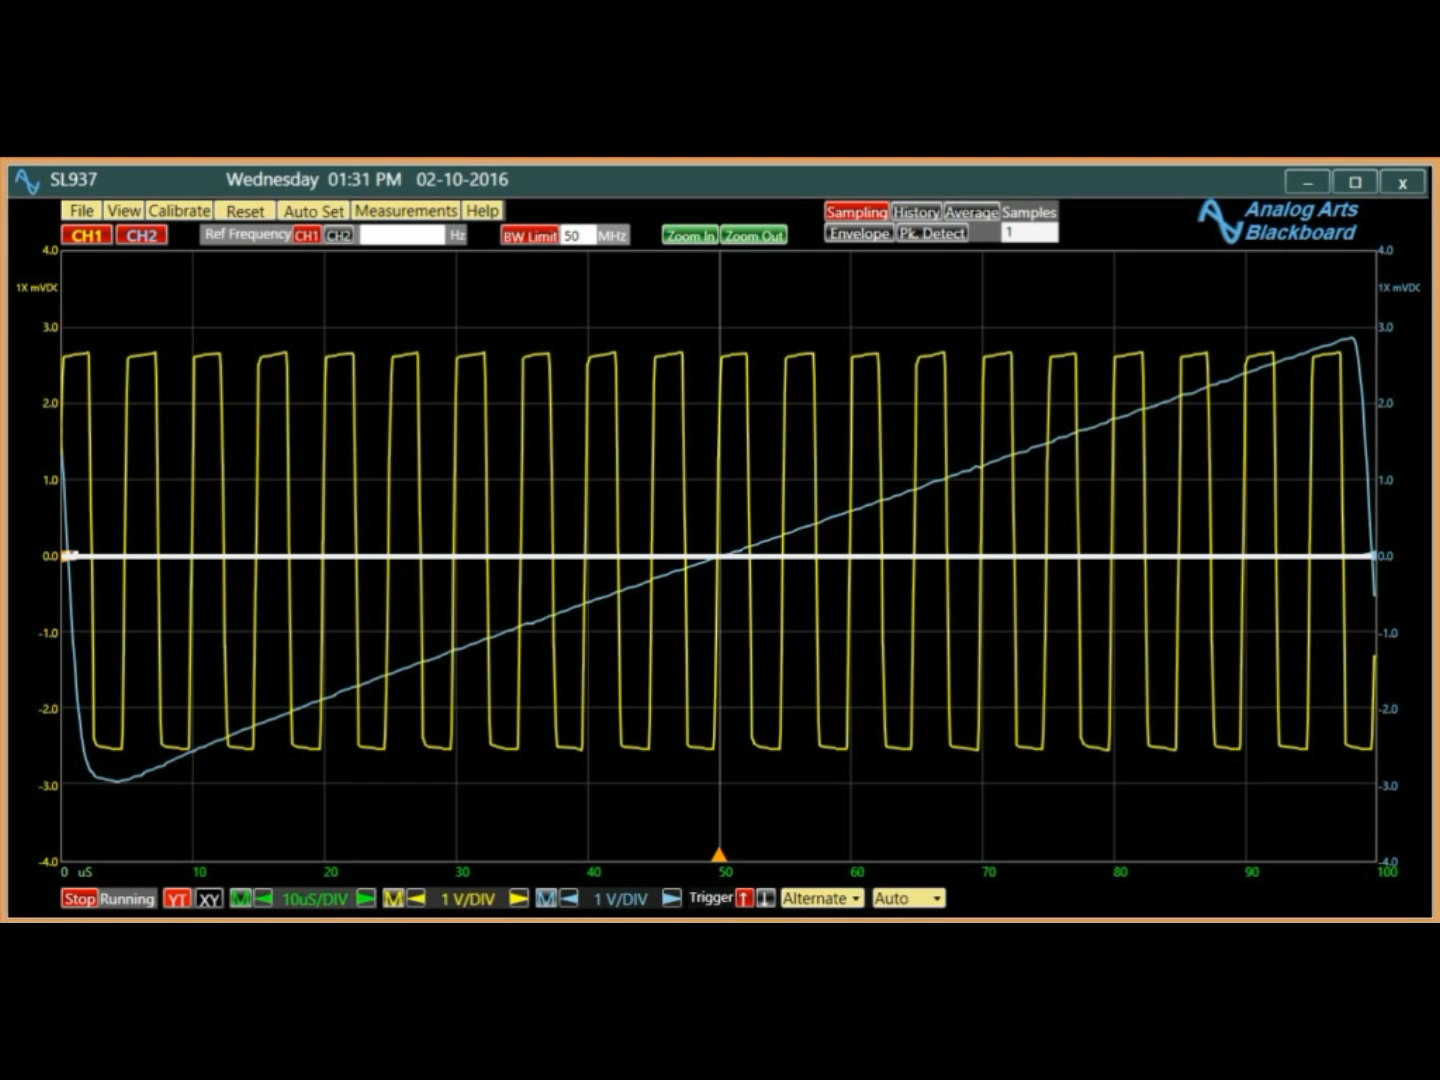 SL937 Wednesday 01:31 PM 02-10-2016
File View Calibrate Reset Auto Set Measurements Help Sampling History Average Samples Analog Arts
CH1 CH2 Ref Frequency CH1 CH2 Hz BW Limit 50 MHz Zoom In Zoom Out Envelope Pk. Detect 1 Blackboard
4.0 4.0
1X mVDC 1X mVDC
3.0 3.0
2.0 2.0
1.0 1.0
0.0 0.0
-1.0 -1.0
-2.0 -2.0
-3.0 -3.0
-4.0 -4.0
0 uS 10 20 30 40 50 60 70 80 90 100
Stop Running YT XY M 10uS/DIV M 1 V/DIV M 1 V/DIV Trigger Alternate Auto